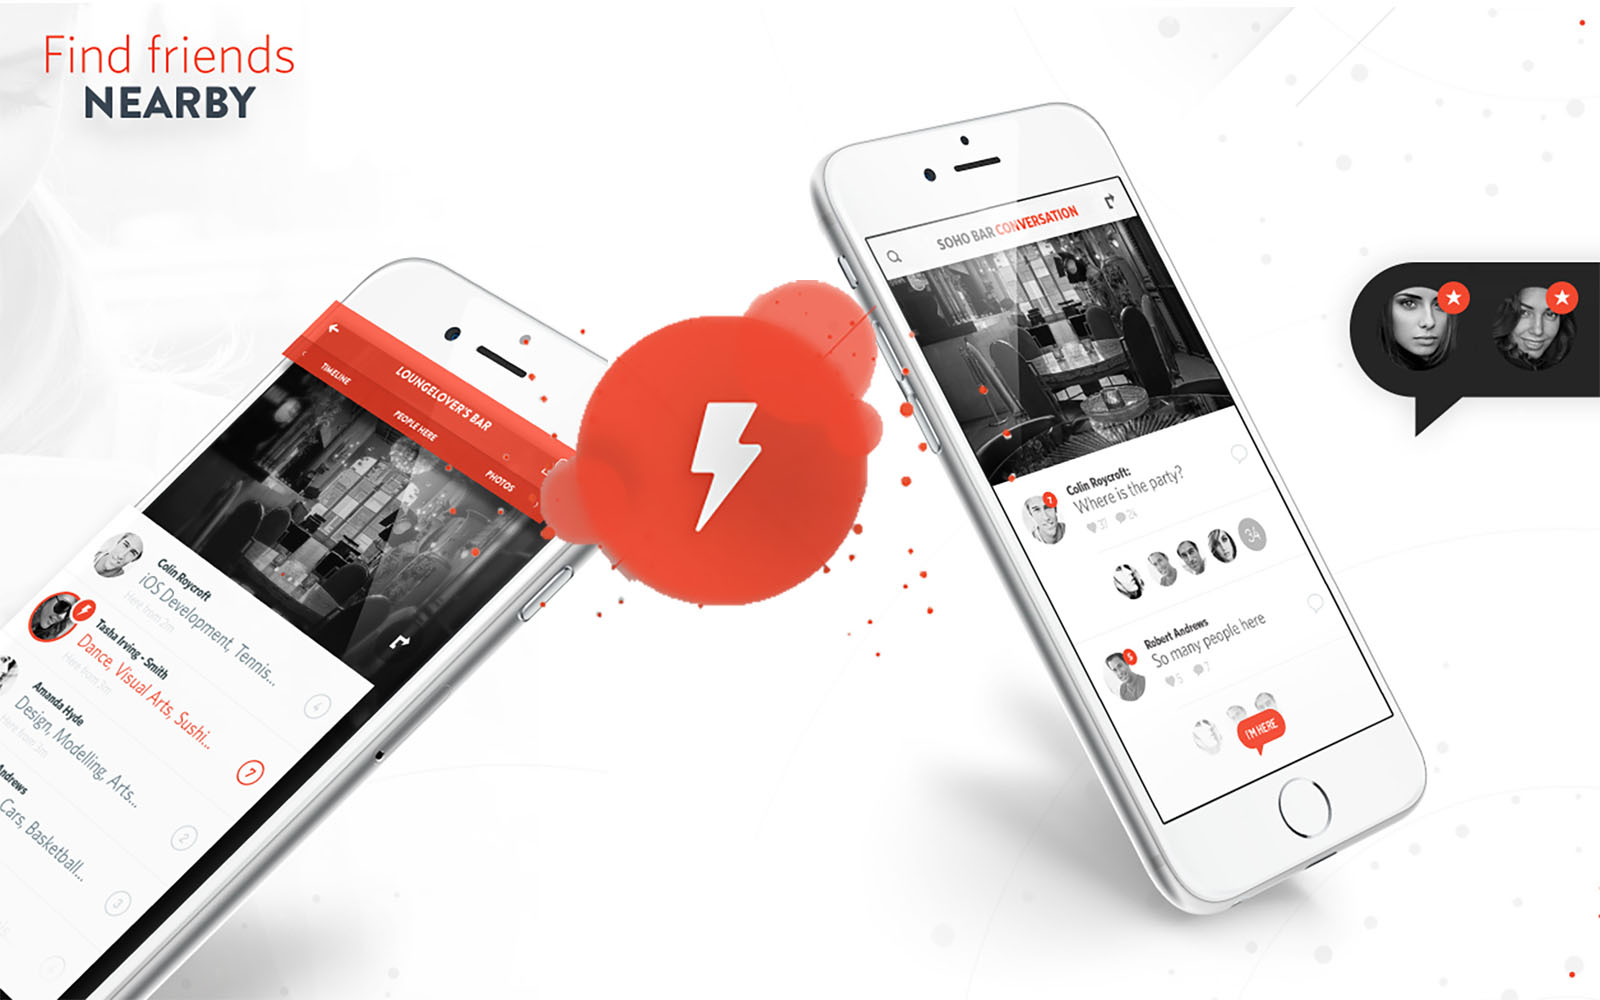 Find friends
NEARBY
LOUNGELOVER'S BAR
TIMELINE
PEOPLE HERE
PHOTOS
Colin Roycroft
iOS Development, Tennis...
Here from 2m
Tasha Irving - Smith
Dance, Visual Arts, Sushi...
Here from 3m
4
Amanda Hyde
Design, Modelling, Arts...
Here from 3m
7
Andrews
Cars, Basketball...
2
3
SOHO BAR CONVERSATION
Colin Roycroft:
Where is the party?
7
37 24
34
Robert Andrews
So many people here
5
5 7
I'M HERE